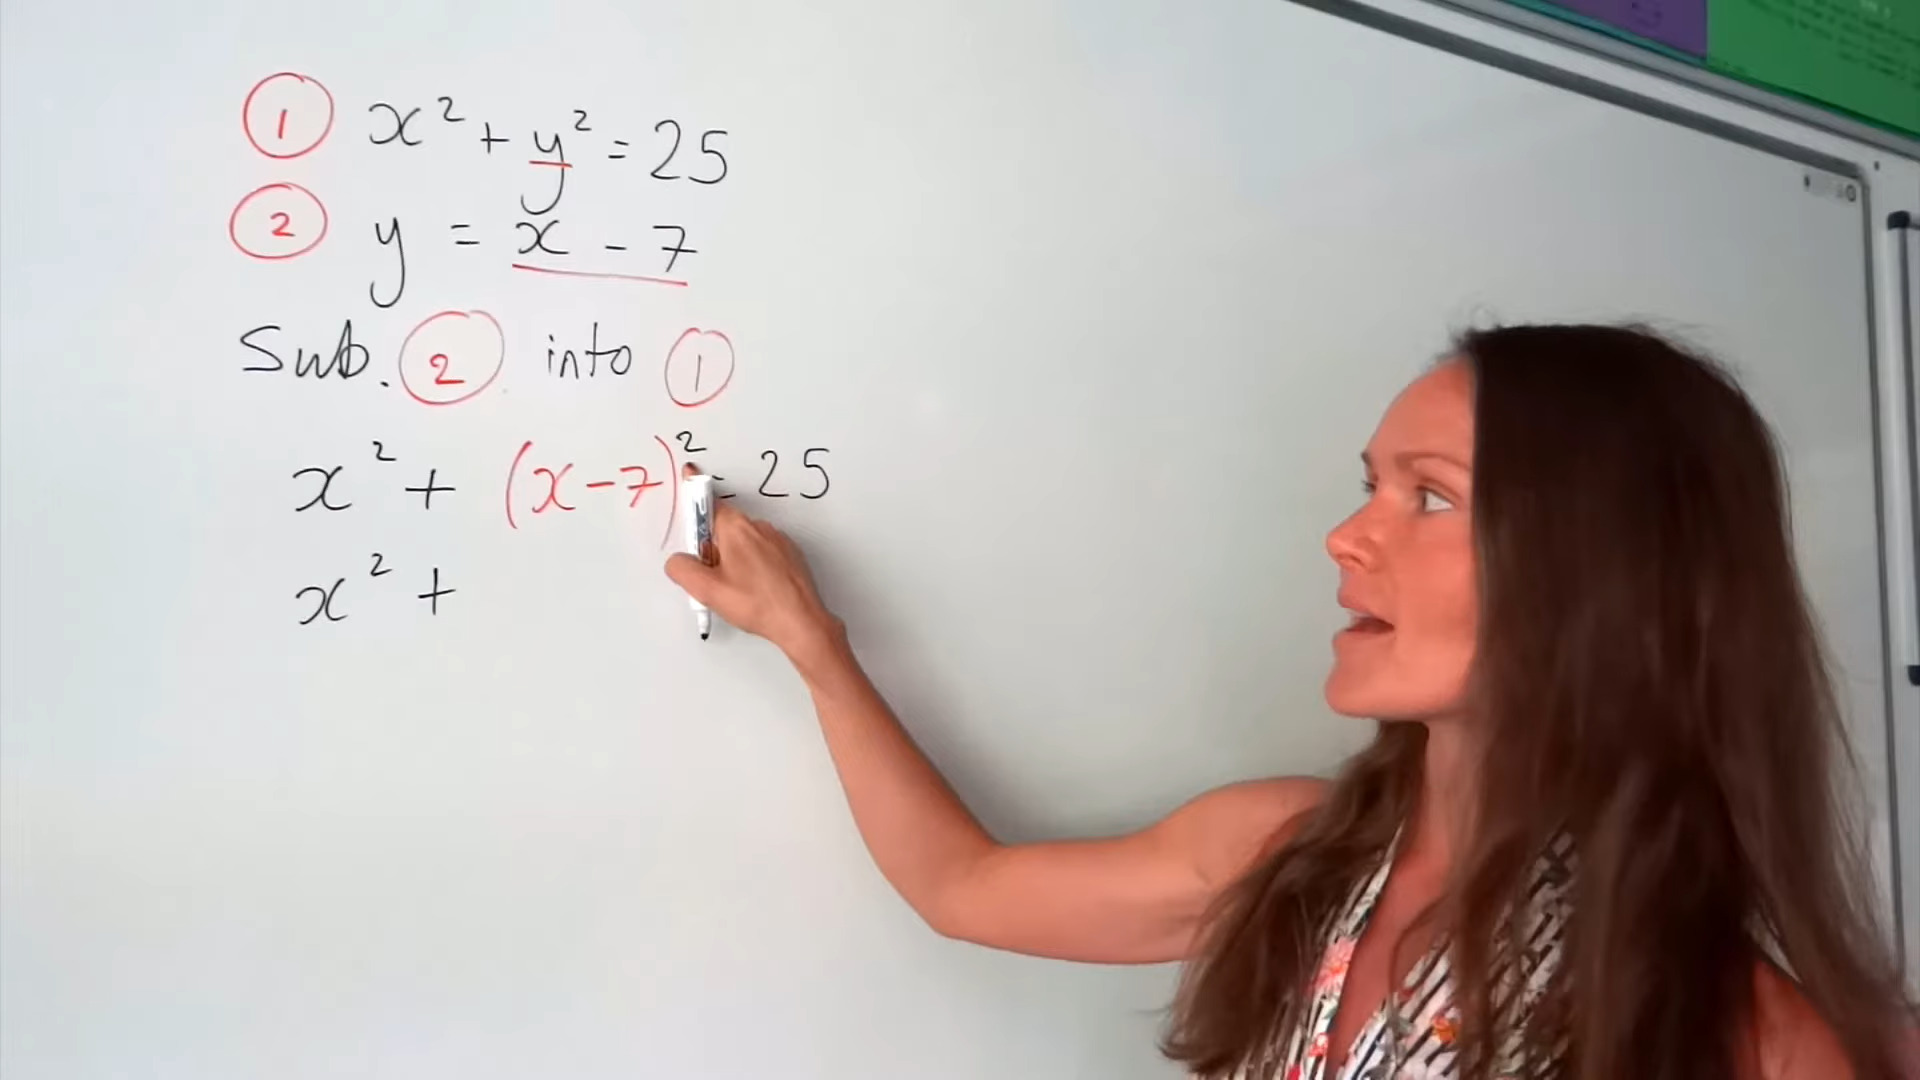 ① x² + y² = 25
② y = x - 7
Sub. ② into ①
x² + (x-7)² = 25
x² +